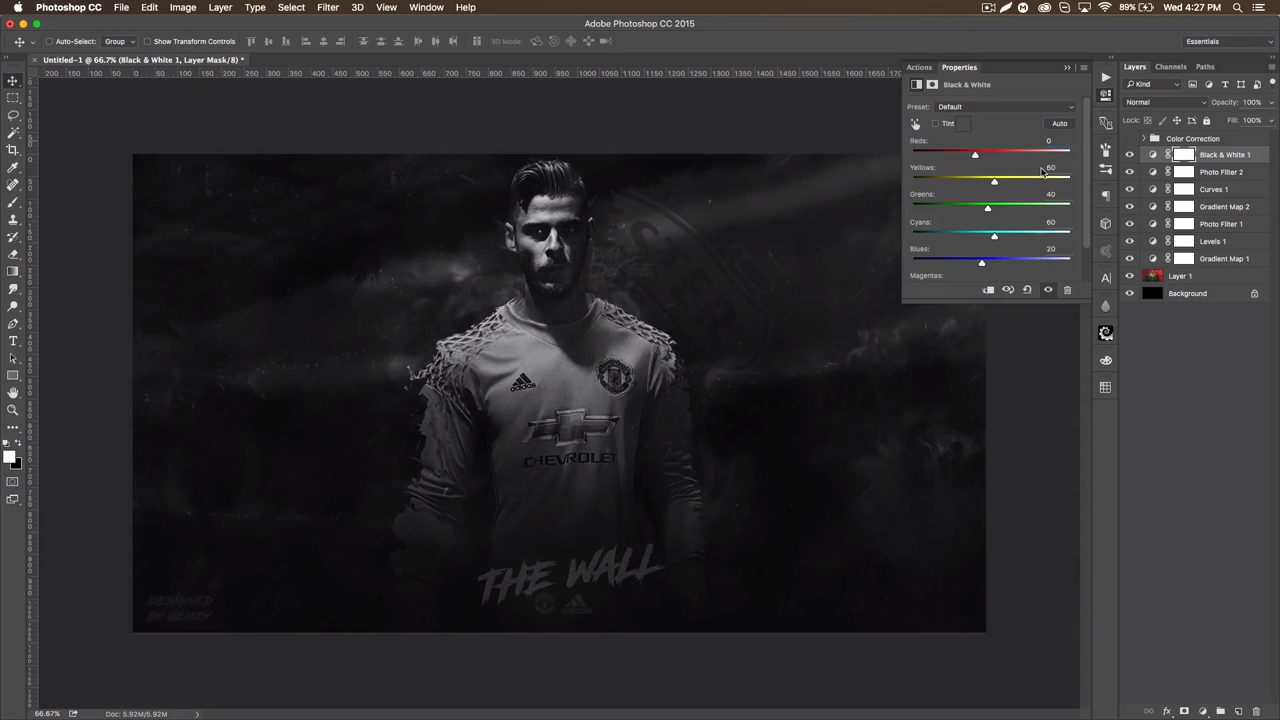 Photoshop CC File Edit Image Layer Type Select Filter 3D View Window Help 89% Wed 4:27 PM
Adobe Photoshop CC 2015
Auto-Select: Group Show Transform Controls 3D Mode: Essentials
Untitled-1 @ 66.7% (Black & White 1, Layer Mask/8) *
Actions Properties
Black & White
Preset: Default
Tint Auto
Reds: 0
Yellows: 60
Greens: 40
Cyans: 60
Blues: 20
Magentas:
Layers Channels Paths
Kind
Normal Opacity: 100%
Lock: Fill: 100%
Color Correction
Black & White 1
Photo Filter 2
Curves 1
Gradient Map 2
Photo Filter 1
Levels 1
Gradient Map 1
Layer 1
Background
adidas
CHEVROLET
THE WALL
adidas
DESIGNED
BY QEHZY
66.67% Doc: 5.92M/5.92M